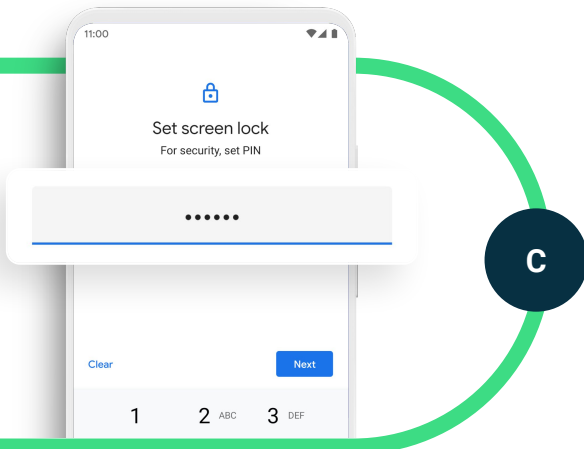 11:00
Set screen lock
For security, set PIN
••••••
C
Clear
Next
1
2 ABC
3 DEF